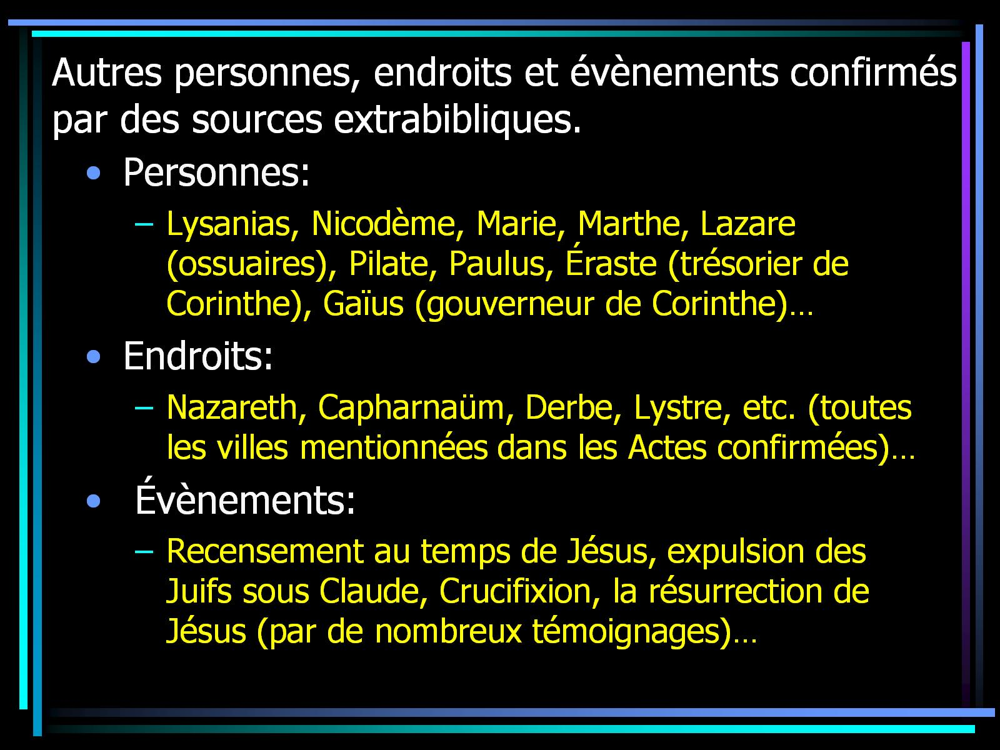 Autres personnes, endroits et évènements confirmés
par des sources extrabibliques.
• Personnes:
– Lysanias, Nicodème, Marie, Marthe, Lazare
(ossuaires), Pilate, Paulus, Éraste (trésorier de
Corinthe), Gaïus (gouverneur de Corinthe)…
• Endroits:
– Nazareth, Capharnaüm, Derbe, Lystre, etc. (toutes
les villes mentionnées dans les Actes confirmées)…
• Évènements:
– Recensement au temps de Jésus, expulsion des
Juifs sous Claude, Crucifixion, la résurrection de
Jésus (par de nombreux témoignages)…